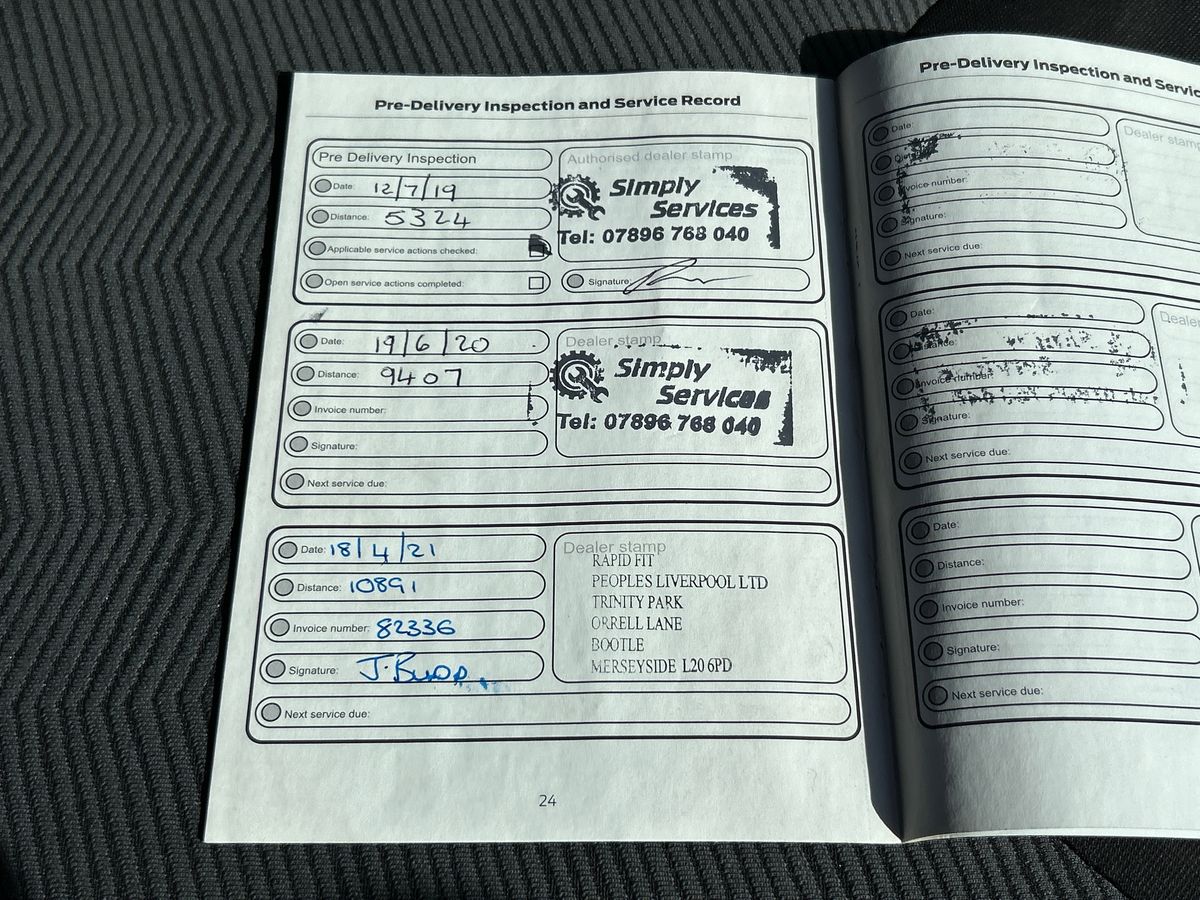 Pre-Delivery Inspection and Service Record
Pre Delivery Inspection
Date: 12/7/19
Distance: 5324
Applicable service actions checked:
Open service actions completed:
Authorised dealer stamp
Simply
Services
Tel: 07896 768 040
Signature:
Date: 19/6/20
Distance: 9407
Invoice number:
Signature:
Dealer stamp
Simply
Services
Tel: 07896 768 040
Next service due:
Date: 18/4/21
Distance: 10891
Invoice number: 82336
Signature:
Dealer stamp
RAPID FIT
PEOPLES LIVERPOOL LTD
TRINITY PARK
ORRELL LANE
BOOTLE
MERSEYSIDE L20 6PD
Next service due:
24
Pre-Delivery Inspection and Servic
Date:
Invoice number:
Signature:
Next service due:
Dealer stamp
Date:
Distance:
Invoice number:
Signature:
Next service due:
Dealer
Date:
Distance:
Invoice number:
Signature:
Next service due: